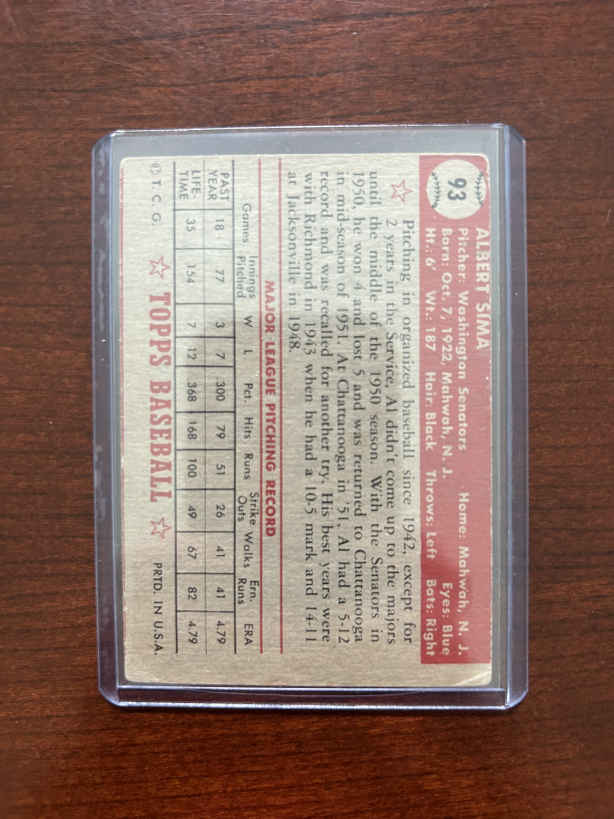 93
ALBERT SIMA
Pitcher: Washington Senators Home: Mahwah, N. J.
Born: Oct. 7, 1922, Mahwah, N. J. Eyes: Blue
Ht.: 6' Wt.: 187 Hair: Black Throws: Left Bats: Right
Pitching in organized baseball since 1942, except for
2 years in the Service, Al didn't come up to the majors
until the middle of the 1950 season. With the Senators in
1950, he won 4 and lost 5 and was returned to Chattanooga
in mid-season of 1951. At Chattanooga in '51, Al had a 5-12
record and was recalled for another try. His best years were
with Richmond in 1943 when he had a 10-5 mark and 14-11
at Jacksonville in 1948.
MAJOR LEAGUE PITCHING RECORD
Games Innings Pitched W L Pct. Hits Runs Strike Outs Walks Ern. Runs ERA
PAST YEAR 18 77 3 7 300 79 51 26 41 41 4.79
LIFE TIME 35 154 7 12 368 168 100 49 67 82 4.79
© T. C. G. TOPPS BASEBALL PRTD. IN U.S.A.